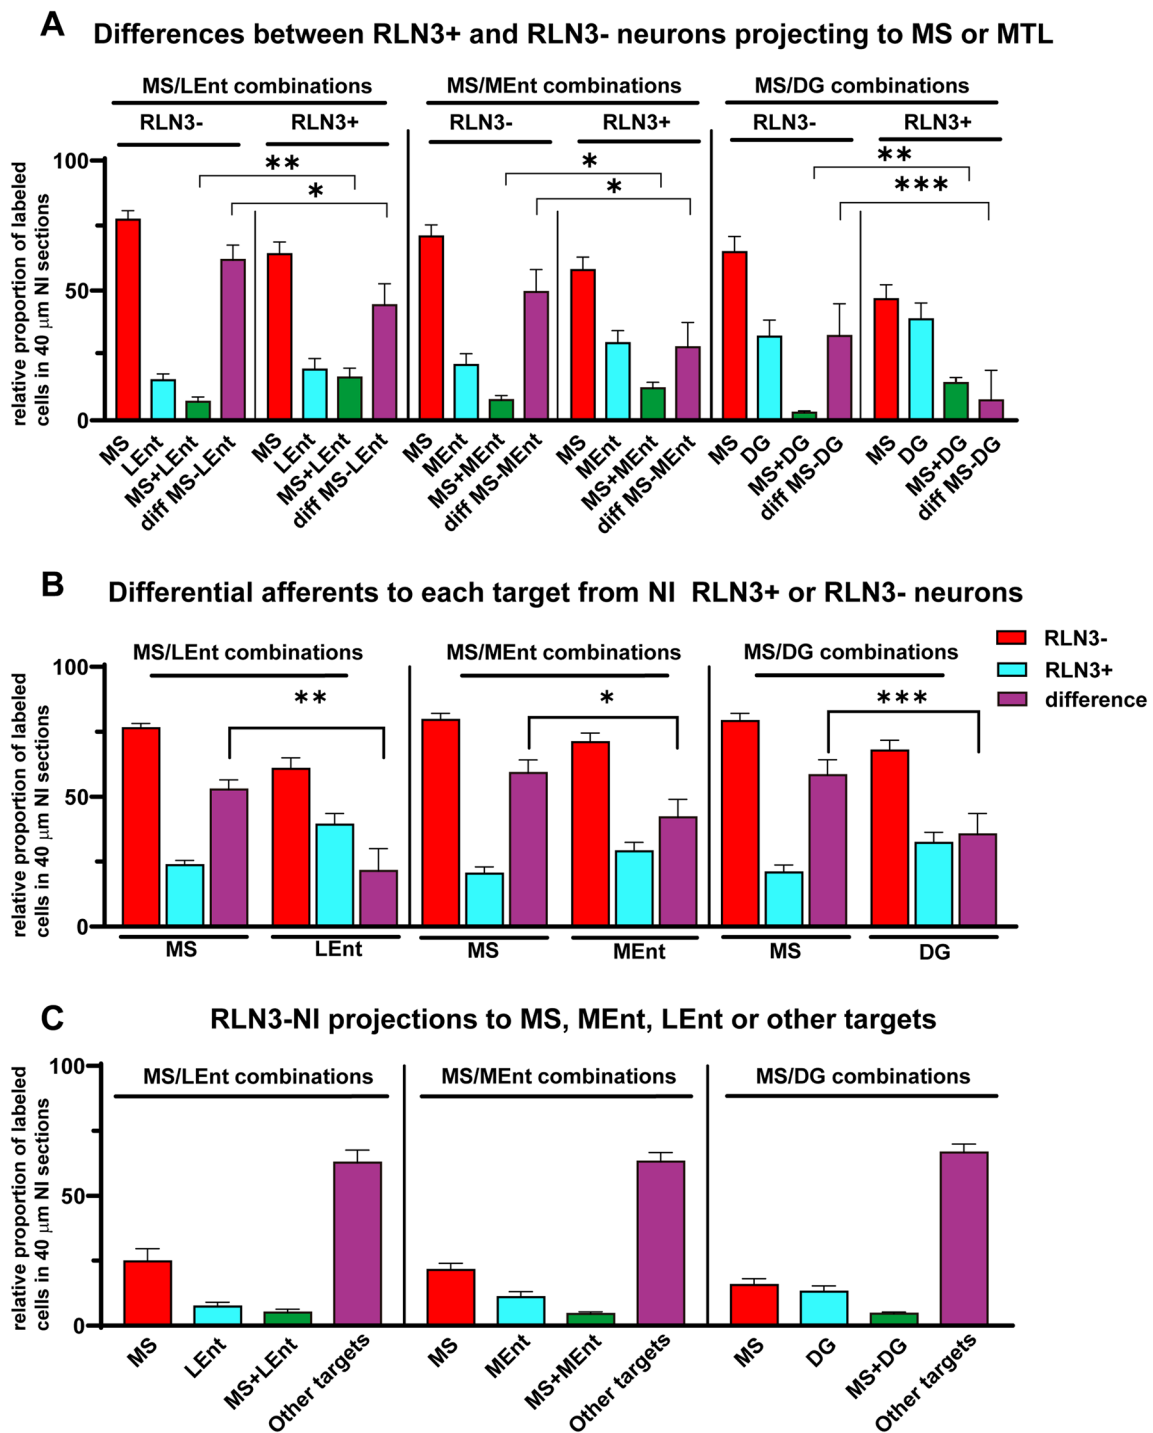 A
Differences between RLN3+ and RLN3- neurons projecting to MS or MTL
MS/LEnt combinations
MS/MEnt combinations
MS/DG combinations
RLN3-
RLN3+
RLN3-
RLN3+
RLN3-
RLN3+
relative proportion of labeled
cells in 40 μm NI sections
100
50
0
**
*
*
*
**
***
MS
LEnt
MS+LEnt
diff MS-LEnt
MS
LEnt
MS+LEnt
diff MS-LEnt
MS
MEnt
MS+MEnt
diff MS-MEnt
MS
MEnt
MS+MEnt
diff MS-MEnt
MS
DG
MS+DG
diff MS-DG
MS
DG
MS+DG
diff MS-DG
B
Differential afferents to each target from NI RLN3+ or RLN3- neurons
MS/LEnt combinations
MS/MEnt combinations
MS/DG combinations
RLN3-
RLN3+
difference
relative proportion of labeled
cells in 40 μm NI sections
100
50
0
**
*
***
MS
LEnt
MS
MEnt
MS
DG
C
RLN3-NI projections to MS, MEnt, LEnt or other targets
MS/LEnt combinations
MS/MEnt combinations
MS/DG combinations
relative proportion of labeled
cells in 40 μm NI sections
100
50
0
MS
LEnt
MS+LEnt
Other targets
MS
MEnt
MS+MEnt
Other targets
MS
DG
MS+DG
Other targets